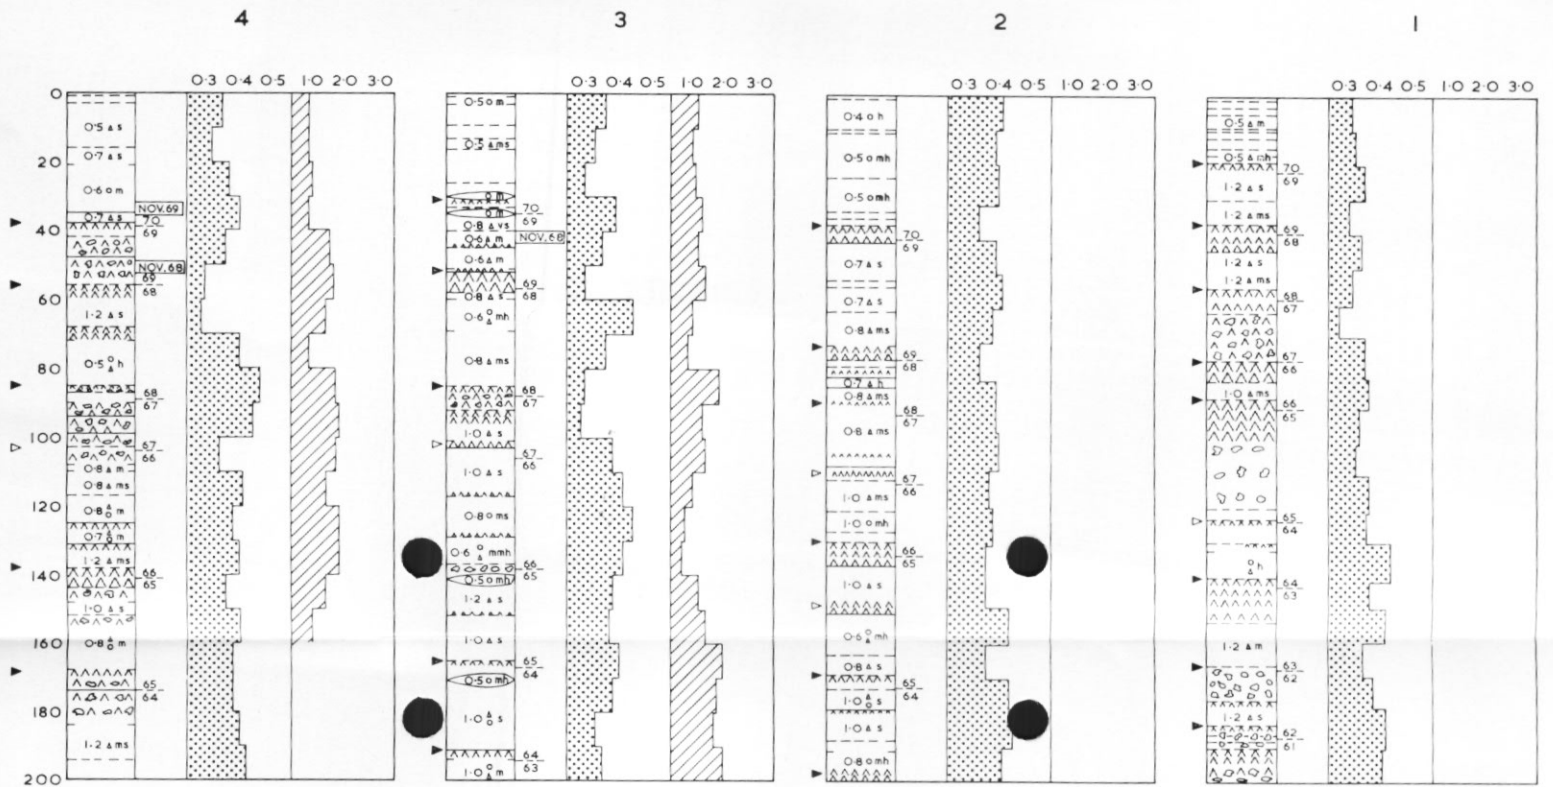 4
3
2
1
0·3 0·4 0·5 1·0 2·0 3·0
0·3 0·4 0·5 1·0 2·0 3·0
0·3 0·4 0·5 1·0 2·0 3·0
0·3 0·4 0·5 1·0 2·0 3·0
0
20
40
60
80
100
120
140
160
180
200
0·5 ▵ s
0·7 ▵ s
0·6 o m
NOV.69
0·7 ▵ s
70
69
NOV.68
69
68
1·2 ▵ s
0·5 h
68
67
67
66
0·8 ▵ m
0·8 ▵ ms
0·8 m
0·7 m
1·2 ▵ ms
66
65
1·0 ▵ s
0·8 m
65
64
1·2 ▵ ms
0·5 o m
0·5 ▵ ms
o m
70
o m
69
0·8 ▵ vs
0·6 ▵ m
NOV.68
0·6 ▵ m
69
0·8 ▵ s
68
0·6 mh
0·8 ▵ ms
68
67
1·0 ▵ s
67
66
1·0 ▵ s
0·8 o ms
0·6 mmh
66
65
0·5 o mh
1·2 ▵ s
1·0 ▵ s
65
64
0·5 o mh
1·0 s
64
63
1·0 m
0·4 o h
0·5 o mh
0·5 o mh
70
69
0·7 ▵ s
0·7 ▵ s
0·8 ▵ ms
69
68
0·7 ▵ h
0·8 ▵ ms
68
67
0·8 ▵ ms
67
66
1·0 ▵ ms
1·0 o mh
66
65
1·0 ▵ s
0·6 mh
0·8 ▵ s
65
64
1·0 s
1·0 ▵ s
0·8 o mh
0·5 ▵ m
0·5 ▵ mh
70
69
1·2 ▵ s
1·2 ▵ ms
69
68
1·2 ▵ s
1·2 ▵ ms
68
67
67
66
1·0 ▵ ms
66
65
65
64
h
64
63
1·2 ▵ m
63
62
1·2 ▵ s
62
61